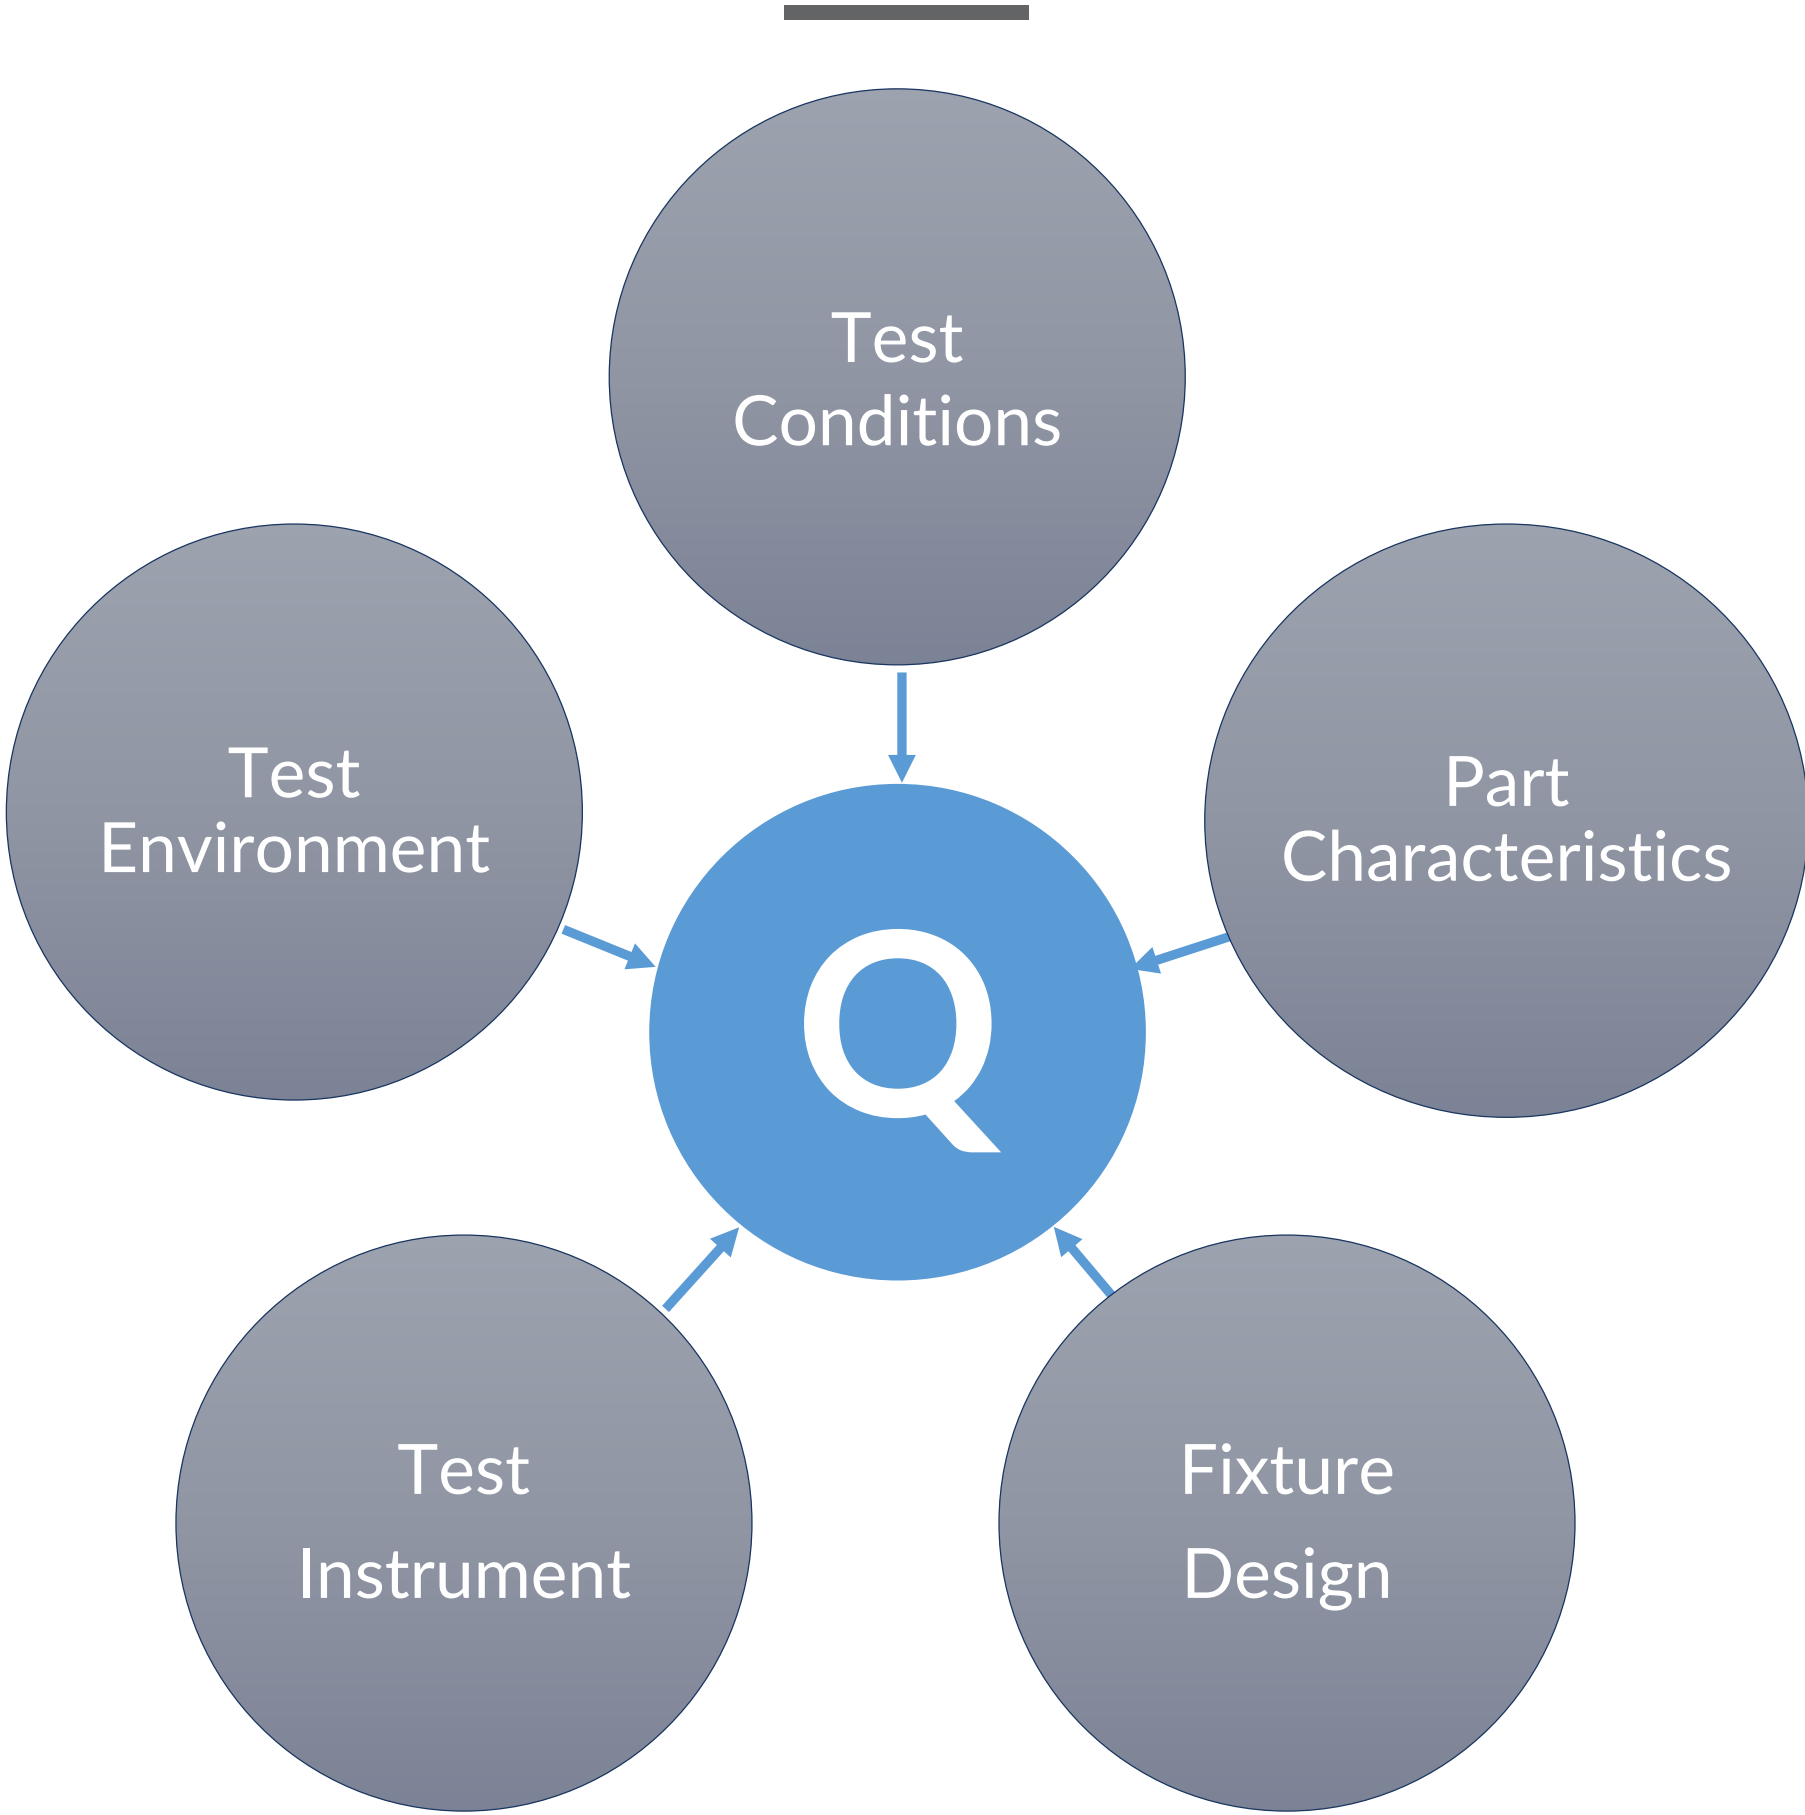 Test
Conditions
Test
Environment
Part
Characteristics
Q
Test
Instrument
Fixture
Design